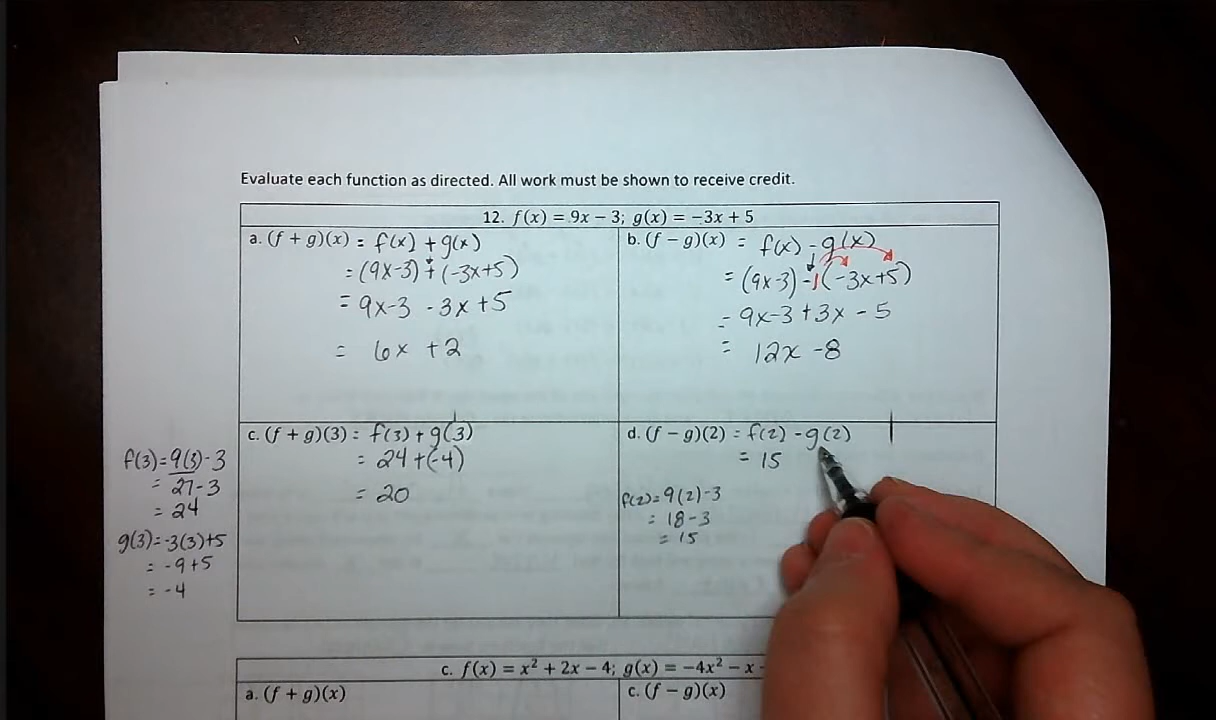 Evaluate each function as directed. All work must be shown to receive credit.
12. f(x) = 9x − 3; g(x) = −3x + 5
a. (f + g)(x) = f(x) + g(x)
= (9x-3) + (-3x+5)
= 9x-3 - 3x+5
= 6x + 2
b. (f − g)(x) = f(x) - g(x)
= (9x-3) -1(-3x+5)
= 9x-3+3x-5
= 12x -8
c. (f + g)(3) = f(3) + g(3)
= 24+(-4)
= 20
f(3)=9(3)-3
= 27-3
= 24
g(3)=-3(3)+5
= -9+5
= -4
d. (f − g)(2) = f(2) - g(2)
= 15
f(2)=9(2)-3
= 18-3
= 15
c. f(x) = x² + 2x − 4; g(x) = −4x² − x −
a. (f + g)(x)
c. (f − g)(x)